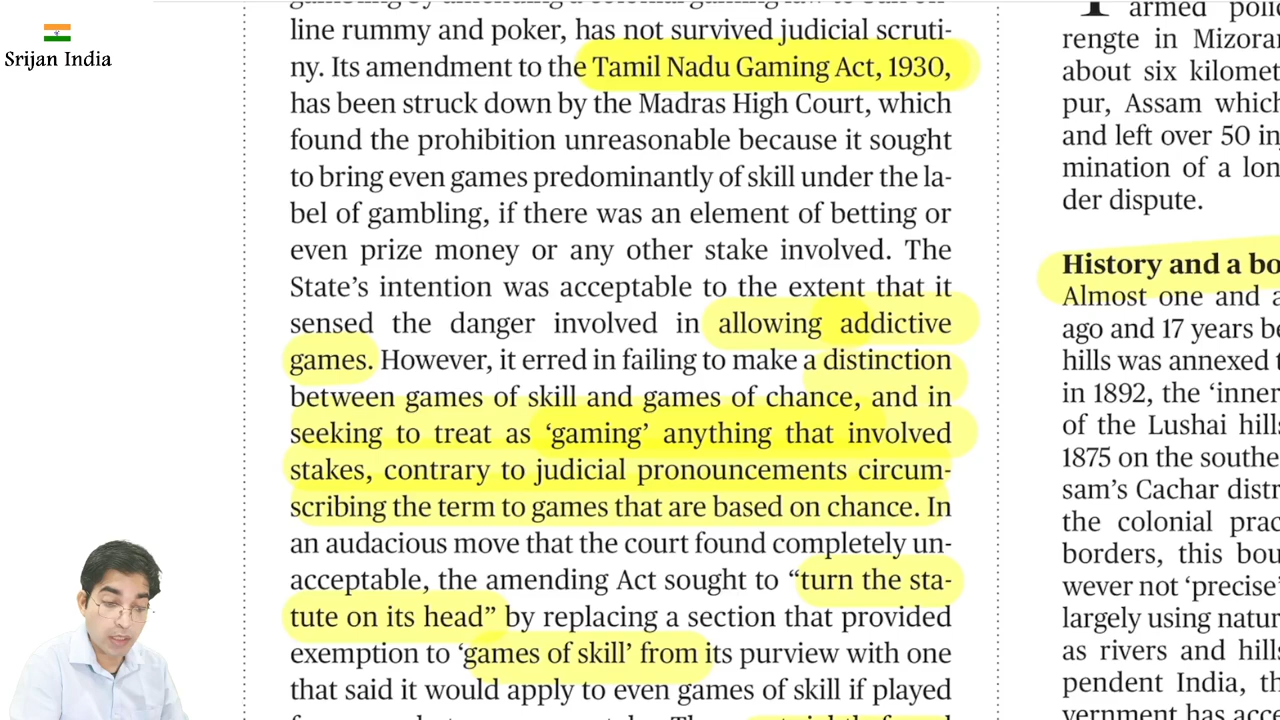 Srijan India
line rummy and poker, has not survived judicial scruti-
ny. Its amendment to the Tamil Nadu Gaming Act, 1930,
has been struck down by the Madras High Court, which
found the prohibition unreasonable because it sought
to bring even games predominantly of skill under the la-
bel of gambling, if there was an element of betting or
even prize money or any other stake involved. The
State’s intention was acceptable to the extent that it
sensed the danger involved in allowing addictive
games. However, it erred in failing to make a distinction
between games of skill and games of chance, and in
seeking to treat as ‘gaming’ anything that involved
stakes, contrary to judicial pronouncements circum-
scribing the term to games that are based on chance. In
an audacious move that the court found completely un-
acceptable, the amending Act sought to “turn the sta-
tute on its head” by replacing a section that provided
exemption to ‘games of skill’ from its purview with one
that said it would apply to even games of skill if played
armed polic
rengte in Mizora
about six kilomet
pur, Assam which
and left over 50 in
mination of a lon
der dispute.
History and a bo
Almost one and a
ago and 17 years be
hills was annexed t
in 1892, the ‘inner
of the Lushai hills
1875 on the southe
sam’s Cachar distr
the colonial prac
borders, this bou
wever not ‘precise’
largely using natur
as rivers and hills
pendent India, th
vernment has acce